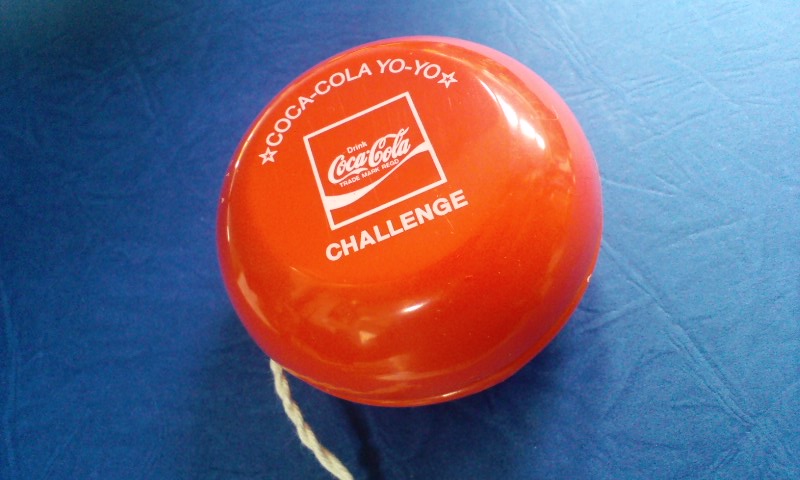 ☆COCA-COLA YO-YO☆
Drink
Coca-Cola
TRADE MARK REGD
CHALLENGE